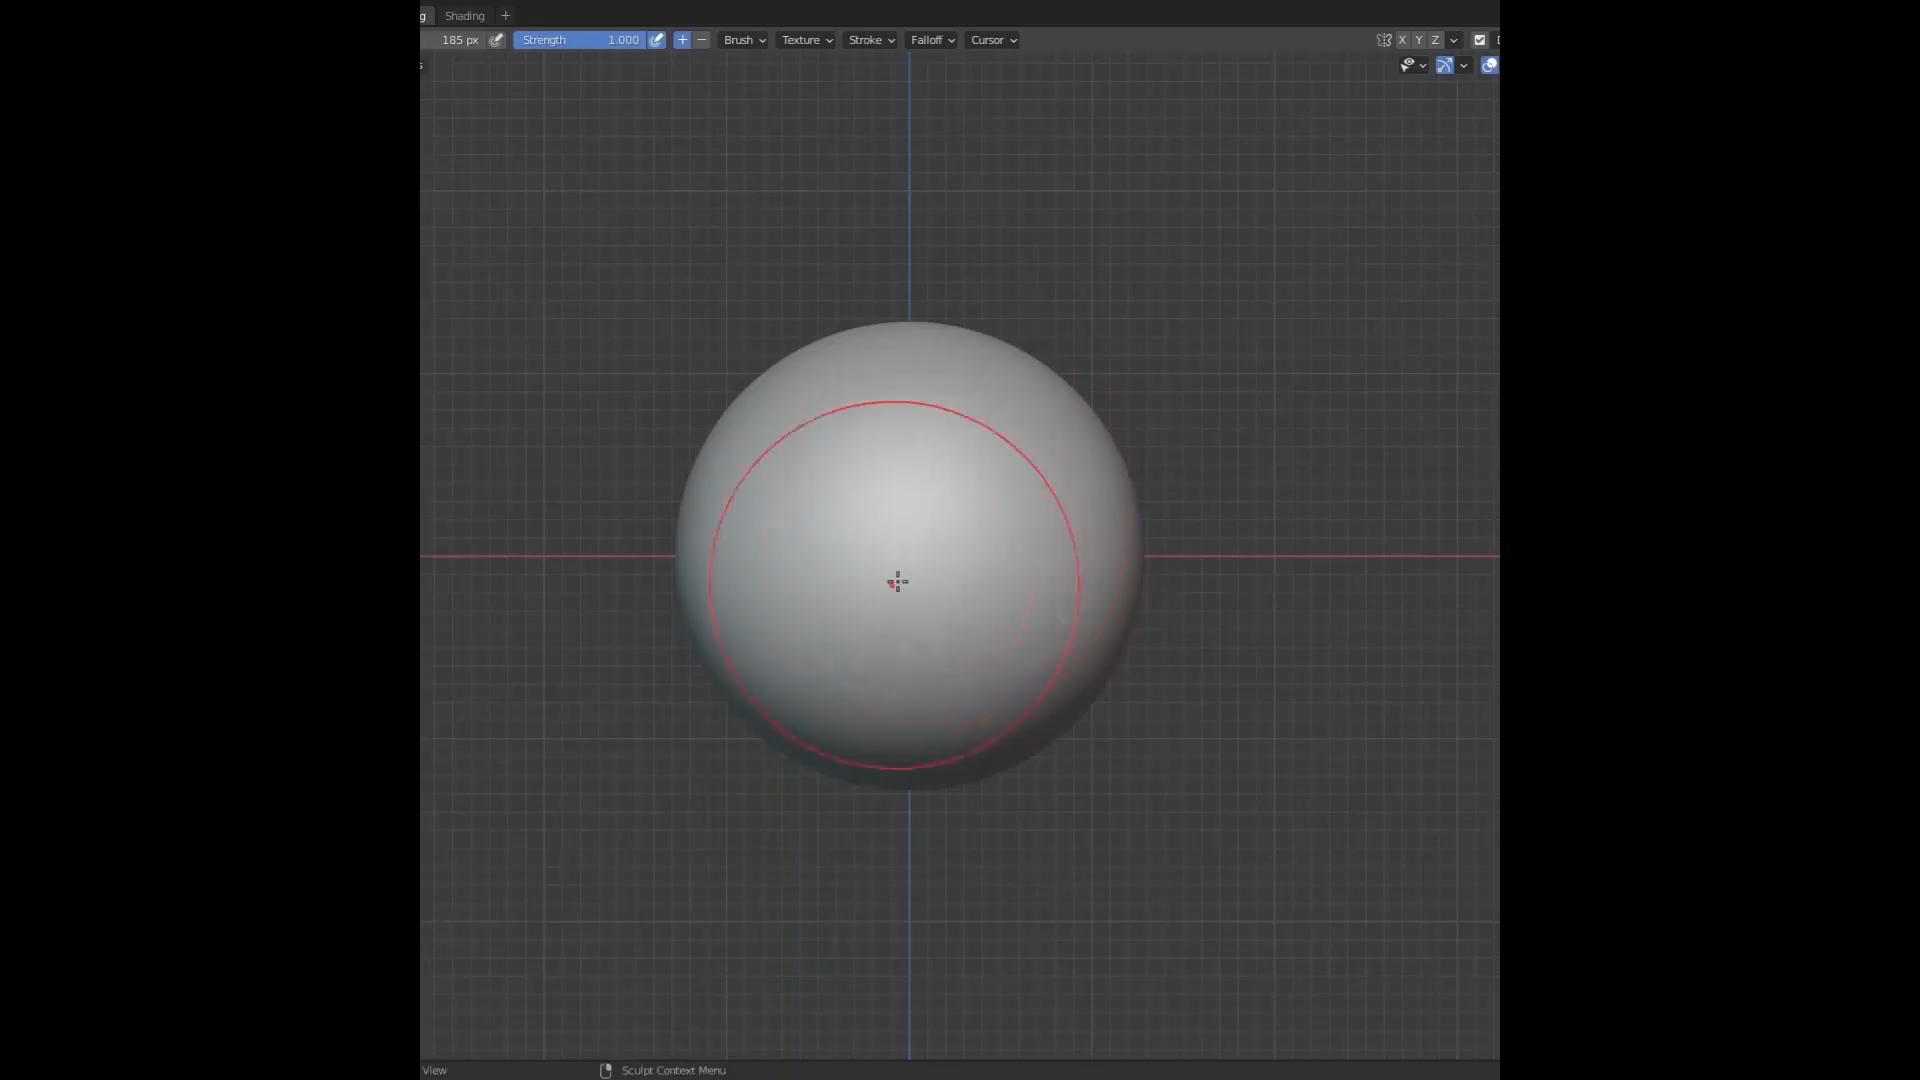 g Shading +
185 px Strength 1.000 + − Brush Texture Stroke Falloff Cursor X Y Z
s
View Sculpt Context Menu